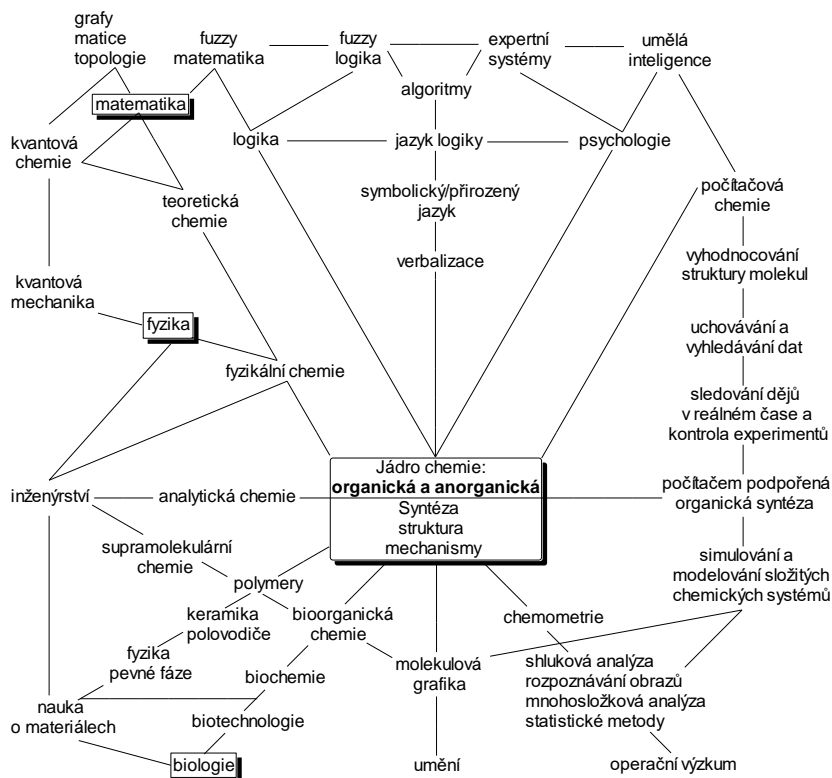 grafy
matice
topologie
fuzzy
matematika
fuzzy
logika
expertní
systémy
umělá
inteligence
matematika
algoritmy
kvantová
chemie
logika
jazyk logiky
psychologie
teoretická
chemie
symbolický/přirozený
jazyk
počítačová
chemie
verbalizace
vyhodnocování
struktury molekul
kvantová
mechanika
fyzika
uchovávání a
vyhledávání dat
fyzikální chemie
sledování dějů
v reálném čase a
kontrola experimentů
Jádro chemie:
organická a anorganická
Syntéza
struktura
mechanismy
inženýrství
analytická chemie
počítačem podpořená
organická syntéza
supramolekulární
chemie
simulování a
modelování složitých
chemických systémů
polymery
keramika
polovodiče
bioorganická
chemie
chemometrie
fyzika
pevné fáze
biochemie
molekulová
grafika
shluková analýza
rozpoznávání obrazů
mnohosložková analýza
statistické metody
nauka
o materiálech
biotechnologie
biologie
umění
operační výzkum